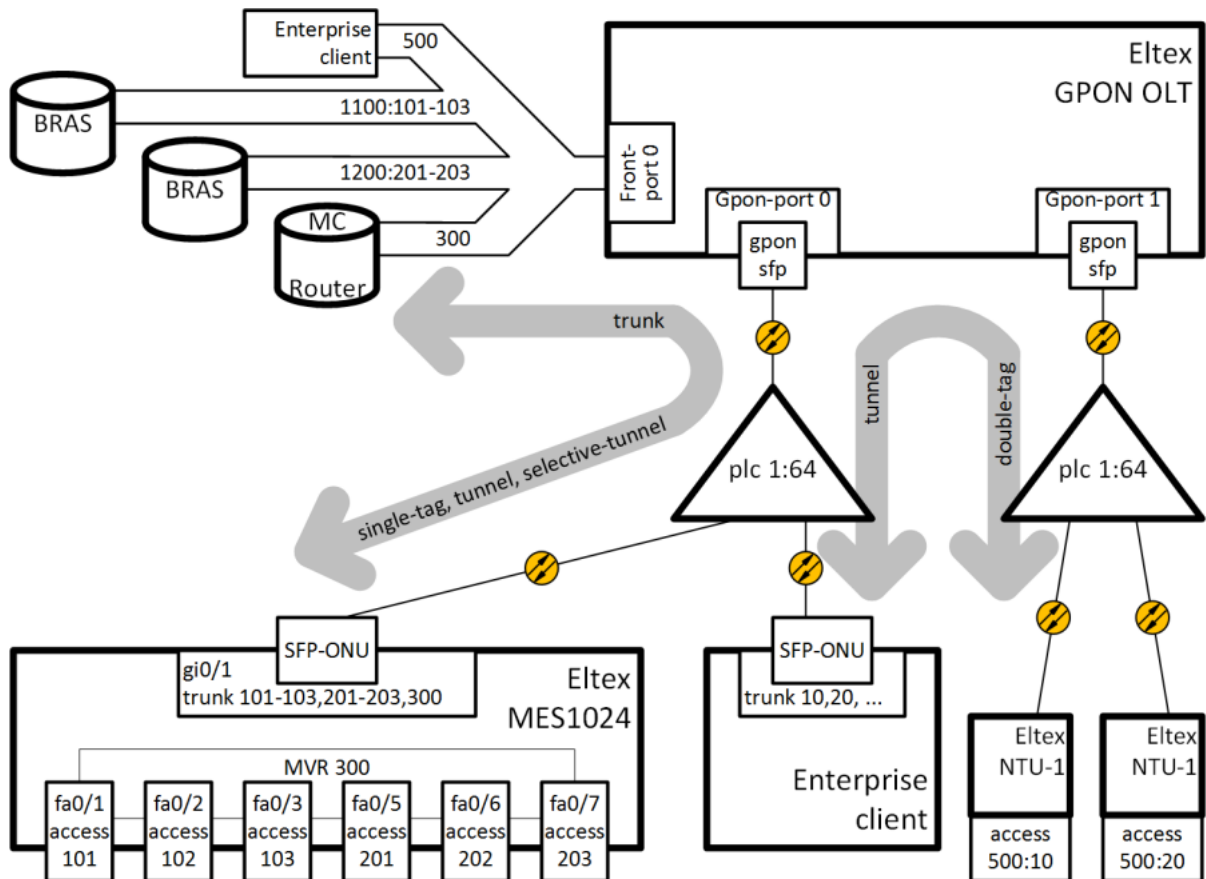 Enterprise
client
500
Eltex
GPON OLT
BRAS
1100:101-103
BRAS
1200:201-203
MC
Router
300
Front-
port 0
Gpon-port 0
gpon
sfp
Gpon-port 1
gpon
sfp
trunk
single-tag, tunnel, selective-tunnel
tunnel
double-tag
plc 1:64
plc 1:64
SFP-ONU
gi0/1
trunk 101-103,201-203,300
Eltex
MES1024
MVR 300
fa0/1
access
101
fa0/2
access
102
fa0/3
access
103
fa0/5
access
201
fa0/6
access
202
fa0/7
access
203
SFP-ONU
trunk 10,20, ...
Enterprise
client
Eltex
NTU-1
access
500:10
Eltex
NTU-1
access
500:20